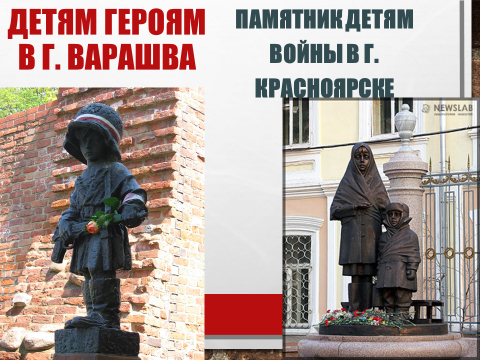 ДЕТЯМ ГЕРОЯМ
В Г. ВАРАШВА
ПАМЯТНИК ДЕТЯМ
ВОЙНЫ В Г.
КРАСНОЯРСКЕ
NEWSLAB